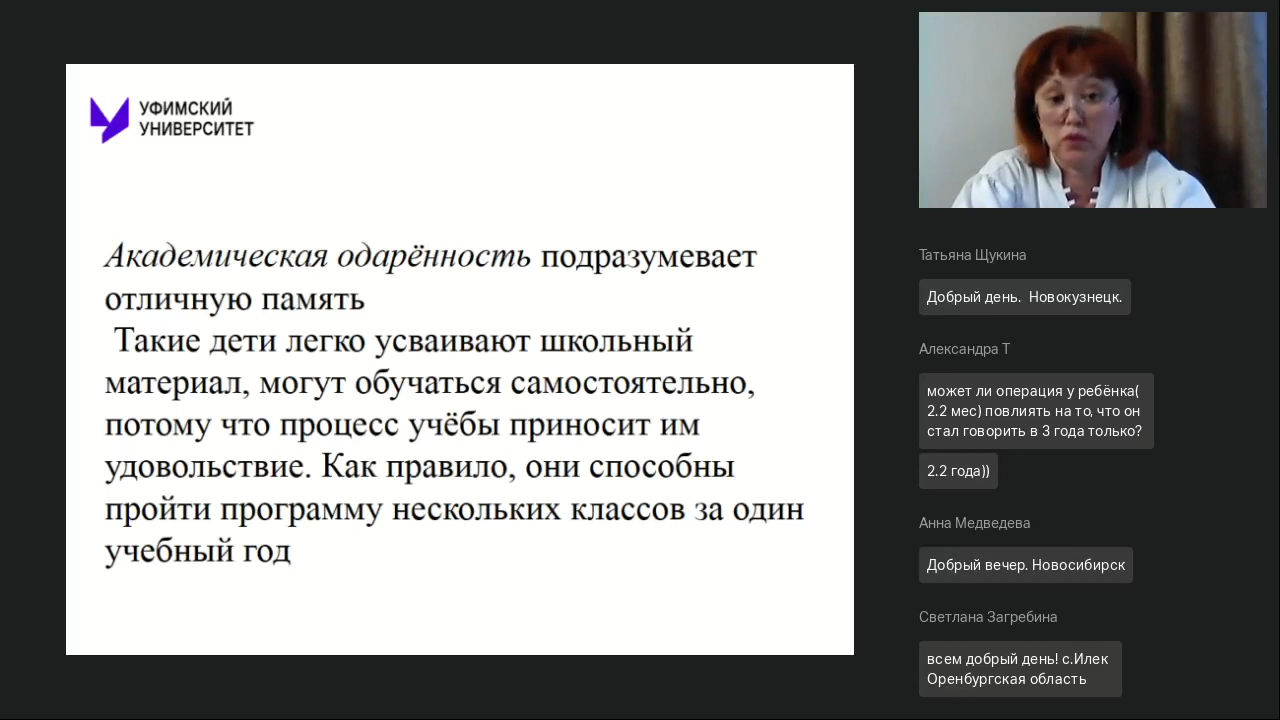 УФИМСКИЙ
УНИВЕРСИТЕТ
Академическая одарённость подразумевает
отличную память
Такие дети легко усваивают школьный
материал, могут обучаться самостоятельно,
потому что процесс учёбы приносит им
удовольствие. Как правило, они способны
пройти программу нескольких классов за один
учебный год
Татьяна Щукина
Добрый день.  Новокузнецк.
Александра Т
может ли операция у ребёнка(
2.2 мес) повлиять на то, что он
стал говорить в 3 года только?
2.2 года))
Анна Медведева
Добрый вечер. Новосибирск
Светлана Загребина
всем добрый день! с.Илек
Оренбургская область